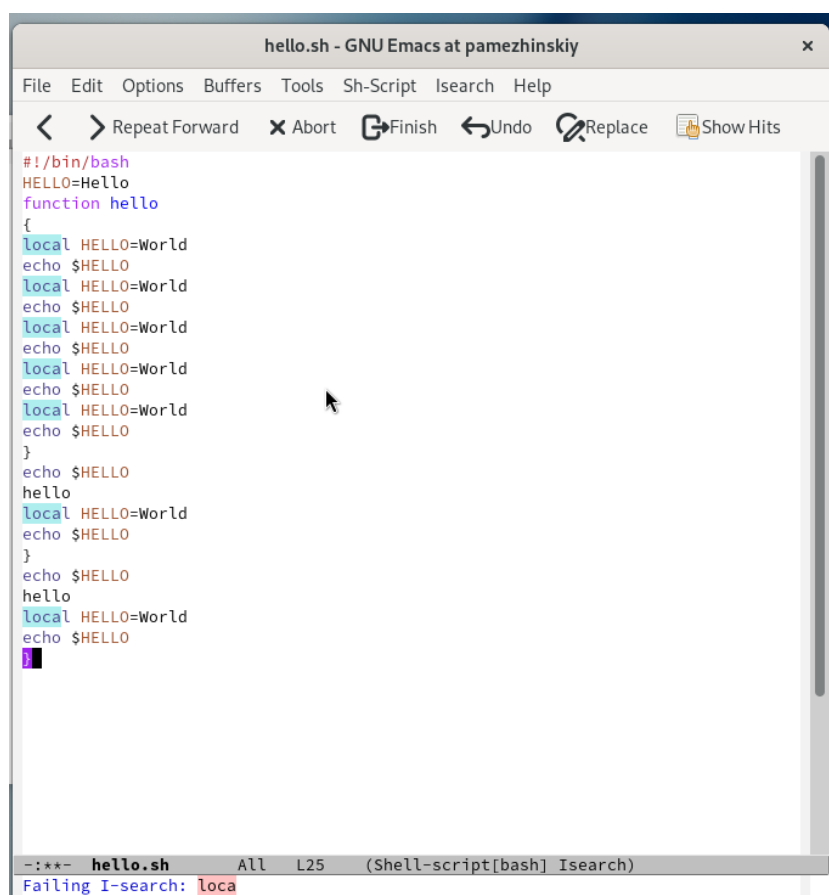 hello.sh - GNU Emacs at pamezhinskiy
File Edit Options Buffers Tools Sh-Script Isearch Help
Repeat Forward Abort Finish Undo Replace Show Hits
#!/bin/bash
HELLO=Hello
function hello
{
local HELLO=World
echo $HELLO
local HELLO=World
echo $HELLO
local HELLO=World
echo $HELLO
local HELLO=World
echo $HELLO
local HELLO=World
echo $HELLO
}
echo $HELLO
hello
local HELLO=World
echo $HELLO
}
echo $HELLO
hello
local HELLO=World
echo $HELLO
}
-:**- hello.sh All L25 (Shell-script[bash] Isearch)
Failing I-search: loca